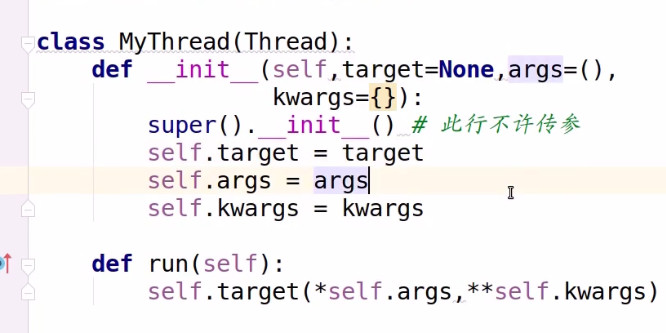 class MyThread(Thread):
    def __init__(self,target=None,args=(),
                 kwargs={}):
        super().__init__() # 此行不许传参
        self.target = target
        self.args = args
        self.kwargs = kwargs

    def run(self):
        self.target(*self.args,**self.kwargs)